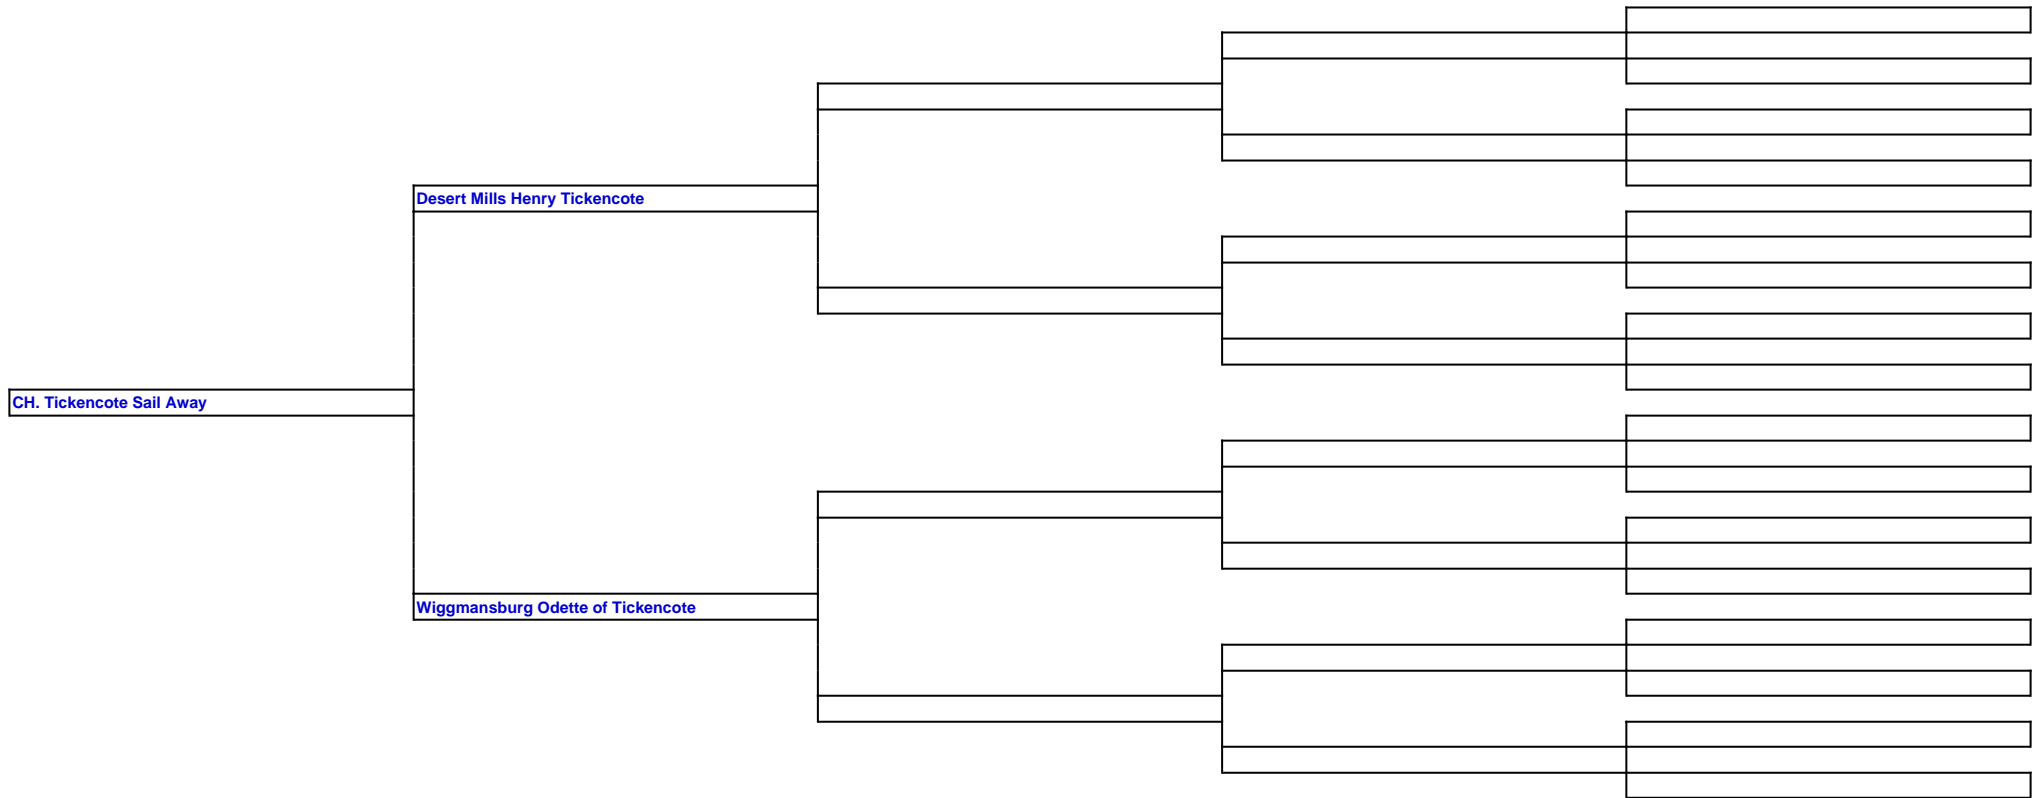 Desert Mills Henry Tickencote
CH. Tickencote Sail Away
Wiggmansburg Odette of Tickencote